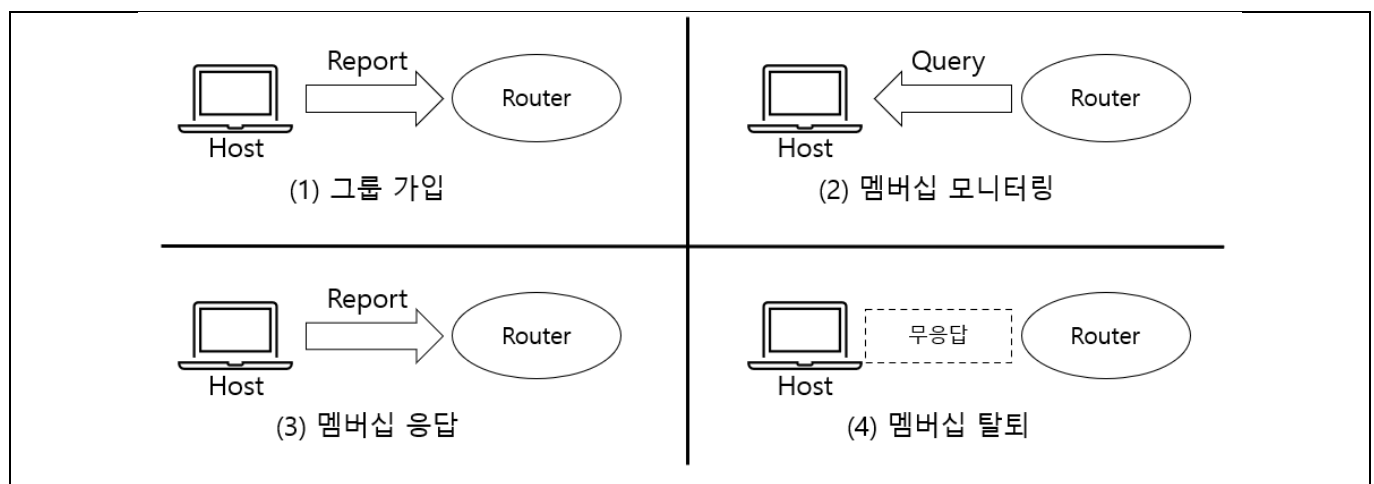 Report
Router
Host
(1) 그룹 가입
Query
Router
Host
(2) 멤버십 모니터링
Report
Router
Host
(3) 멤버십 응답
무응답
Router
Host
(4) 멤버십 탈퇴